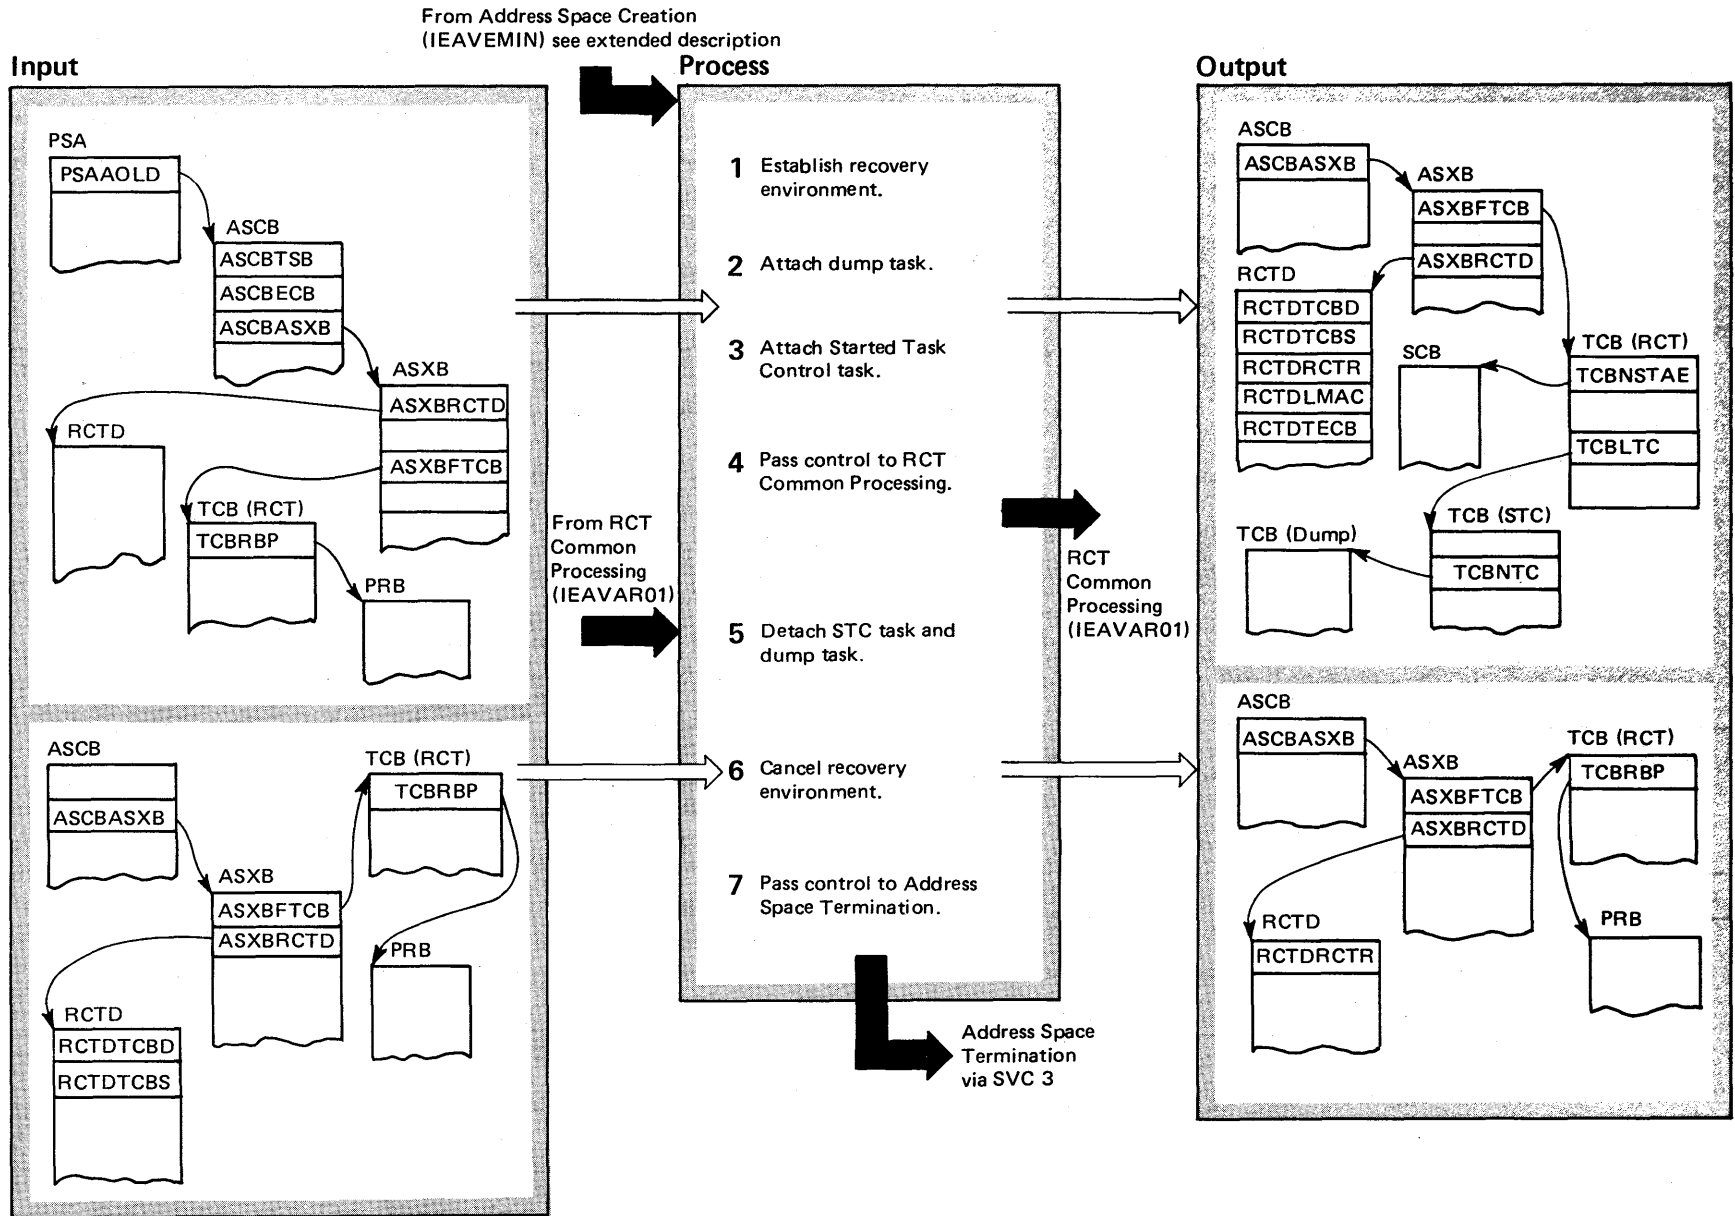 From Address Space Creation
(IEAVEMIN) see extended description
Input
PSA
PSAAOLD
ASCB
ASCBTSB
ASCBECB
ASCBASXB
ASXB
ASXBRCTD
ASXBFTCB
RCTD
TCB (RCT)
TCBRBP
PRB
ASCB
ASCBASXB
TCB (RCT)
TCBRBP
ASXB
ASXBFTCB
ASXBRCTD
PRB
RCTD
RCTDTCBD
RCTDTCBS
From RCT
Common
Processing
(IEAVAR01)
Process
1 Establish recovery
environment.
2 Attach dump task.
3 Attach Started Task
Control task.
4 Pass control to RCT
Common Processing.
5 Detach STC task and
dump task.
6 Cancel recovery
environment.
7 Pass control to Address
Space Termination.
RCT
Common
Processing
(IEAVAR01)
Address Space
Termination
via SVC 3
Output
ASCB
ASCBASXB
ASXB
ASXBFTCB
ASXBRCTD
RCTD
RCTDTCBD
RCTDTCBS
RCTDRCTR
RCTDLMAC
RCTDTECB
SCB
TCB (RCT)
TCBNSTAE
TCBLTC
TCB (STC)
TCBNTC
TCB (Dump)
ASCB
ASCBASXB
ASXB
ASXBFTCB
ASXBRCTD
TCB (RCT)
TCBRBP
RCTD
RCTDRCTR
PRB